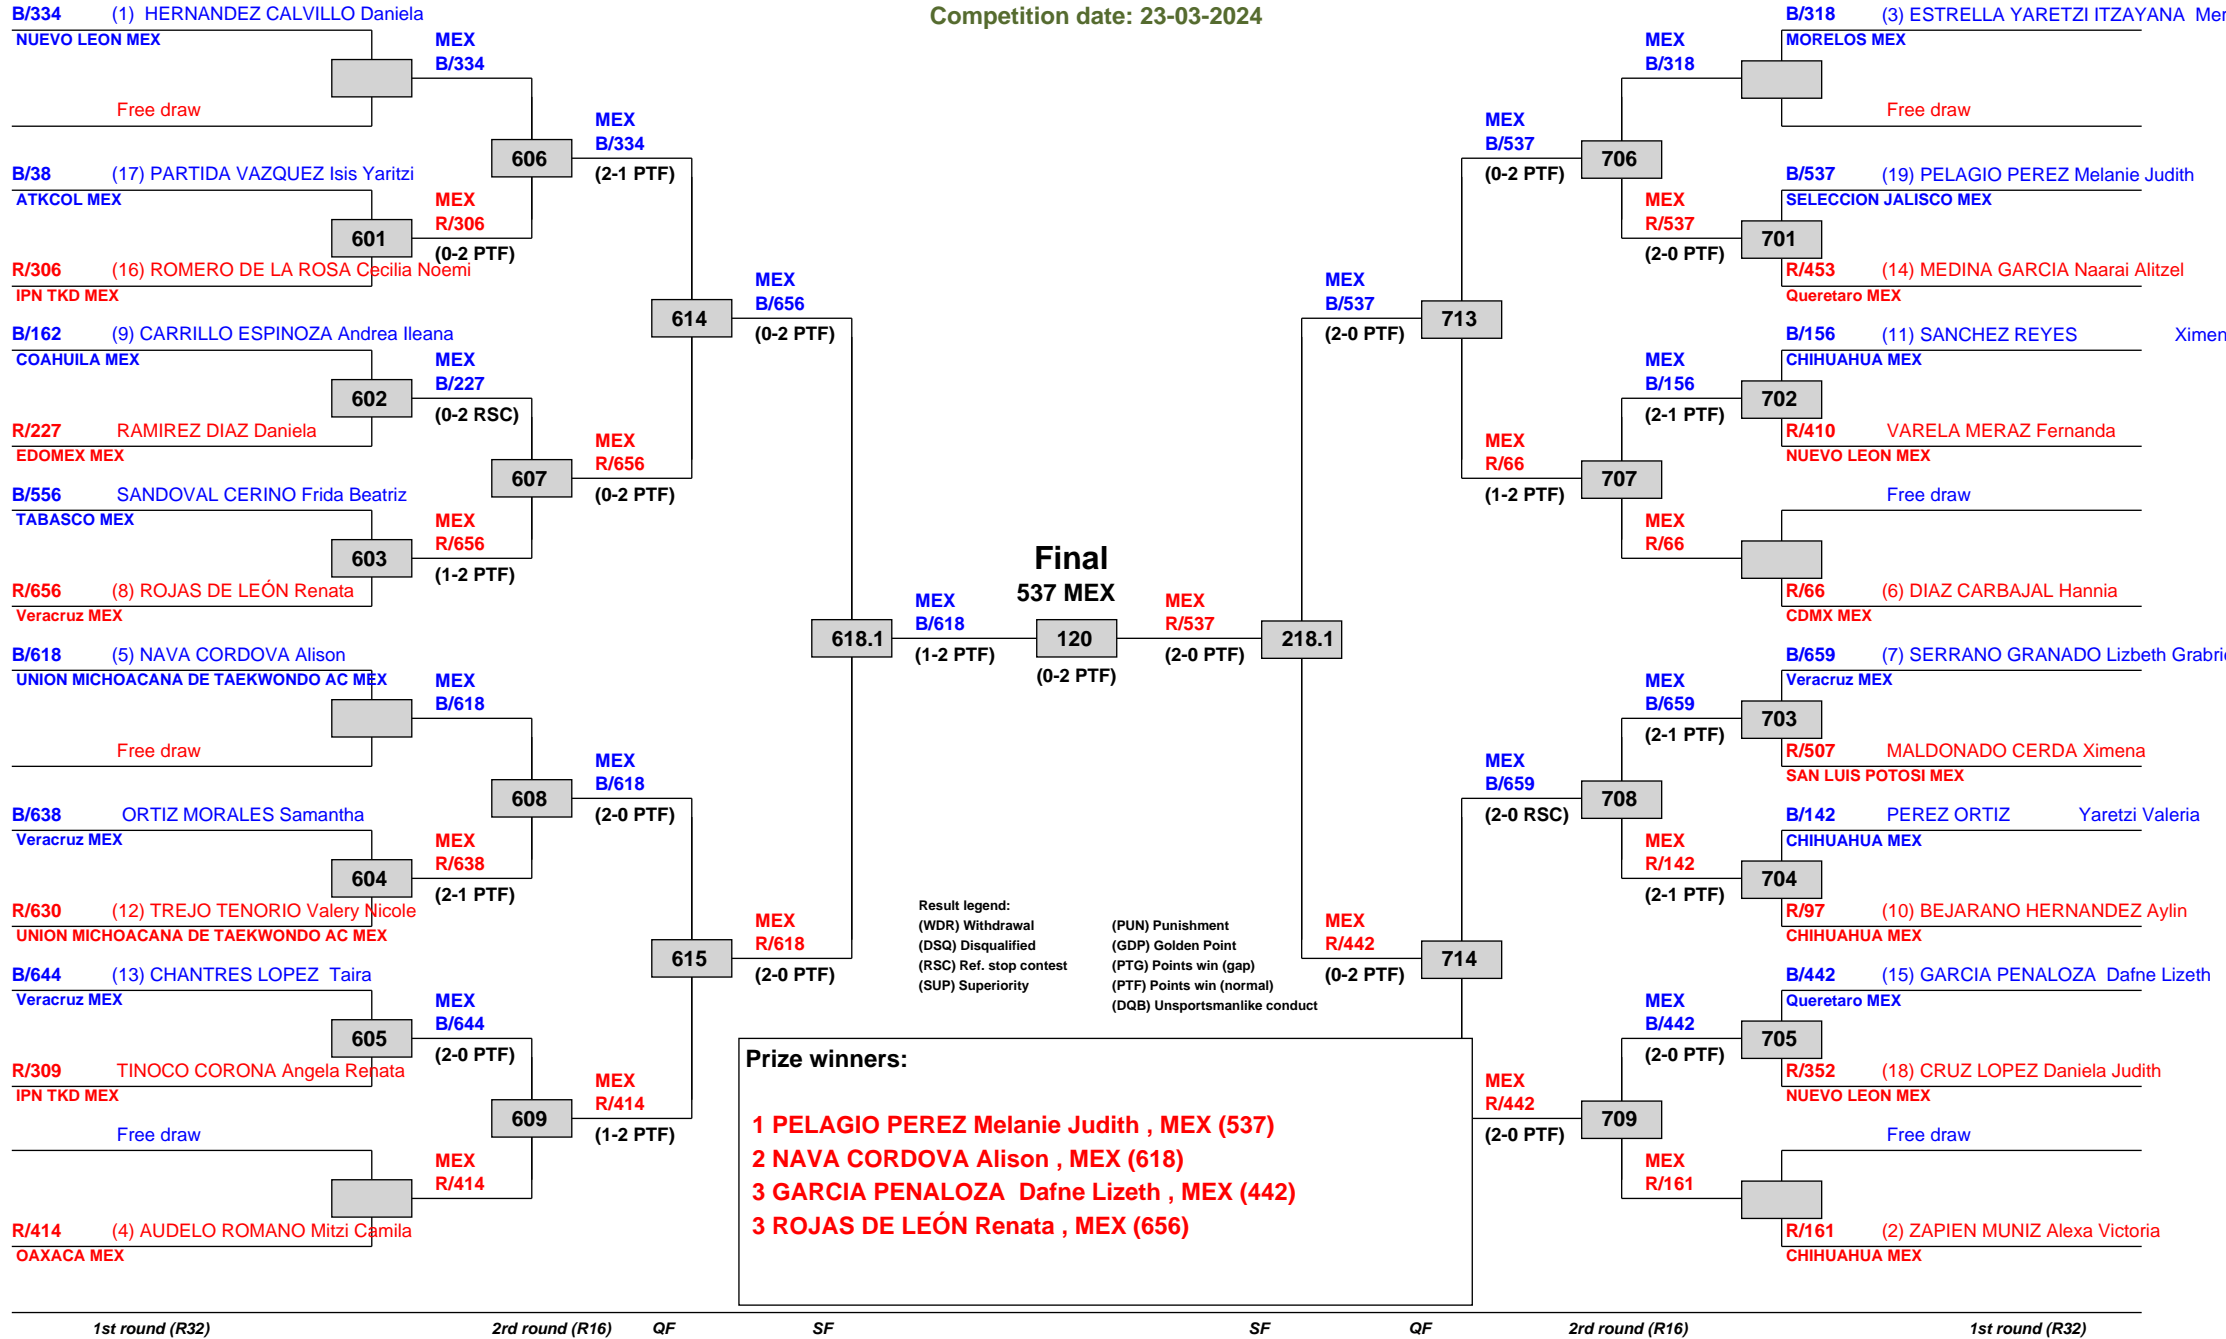 Competition date: 23-03-2024
B/334 (1) HERNANDEZ CALVILLO Daniela
NUEVO LEON MEX
Free draw
B/38 (17) PARTIDA VAZQUEZ Isis Yaritzi
ATKCOL MEX
601
R/306 (16) ROMERO DE LA ROSA Cecilia Noemi
IPN TKD MEX
B/162 (9) CARRILLO ESPINOZA Andrea Ileana
COAHUILA MEX
602
R/227 RAMIREZ DIAZ Daniela
EDOMEX MEX
B/556 SANDOVAL CERINO Frida Beatriz
TABASCO MEX
603
R/656 (8) ROJAS DE LEÓN Renata
Veracruz MEX
B/618 (5) NAVA CORDOVA Alison
UNION MICHOACANA DE TAEKWONDO AC MEX
Free draw
B/638 ORTIZ MORALES Samantha
Veracruz MEX
604
R/630 (12) TREJO TENORIO Valery Nicole
UNION MICHOACANA DE TAEKWONDO AC MEX
B/644 (13) CHANTRES LOPEZ Taira
Veracruz MEX
605
R/309 TINOCO CORONA Angela Renata
IPN TKD MEX
Free draw
R/414 (4) AUDELO ROMANO Mitzi Camila
OAXACA MEX
MEX
B/334
606
MEX
R/306
(0-2 PTF)
MEX
B/227
(0-2 RSC)
607
MEX
R/656
(1-2 PTF)
MEX
B/618
608
MEX
R/638
(2-1 PTF)
MEX
B/644
(2-0 PTF)
609
MEX
R/414
MEX
B/334
(2-1 PTF)
614
MEX
R/656
(0-2 PTF)
MEX
B/618
(2-0 PTF)
615
MEX
R/414
(1-2 PTF)
MEX
B/656
(0-2 PTF)
618.1
MEX
R/618
(2-0 PTF)
MEX
B/618
(1-2 PTF)
Final
537 MEX
120
(0-2 PTF)
MEX
R/537
(2-0 PTF)
218.1
MEX
B/537
(2-0 PTF)
MEX
R/442
(0-2 PTF)
MEX
B/537
(0-2 PTF)
713
MEX
R/66
(1-2 PTF)
MEX
B/659
(2-0 RSC)
714
MEX
R/442
(2-0 PTF)
MEX
B/318
706
MEX
R/537
(2-0 PTF)
MEX
B/156
(2-1 PTF)
707
MEX
R/66
MEX
B/659
(2-1 PTF)
708
MEX
R/142
(2-1 PTF)
MEX
B/442
(2-0 PTF)
709
MEX
R/161
B/318 (3) ESTRELLA YARETZI ITZAYANA Mer
MORELOS MEX
Free draw
B/537 (19) PELAGIO PEREZ Melanie Judith
SELECCION JALISCO MEX
701
R/453 (14) MEDINA GARCIA Naarai Alitzel
Queretaro MEX
B/156 (11) SANCHEZ REYES Ximen
CHIHUAHUA MEX
702
R/410 VARELA MERAZ Fernanda
NUEVO LEON MEX
Free draw
R/66 (6) DIAZ CARBAJAL Hannia
CDMX MEX
B/659 (7) SERRANO GRANADO Lizbeth Grabri
Veracruz MEX
703
R/507 MALDONADO CERDA Ximena
SAN LUIS POTOSI MEX
B/142 PEREZ ORTIZ Yaretzi Valeria
CHIHUAHUA MEX
704
R/97 (10) BEJARANO HERNANDEZ Aylin
CHIHUAHUA MEX
B/442 (15) GARCIA PENALOZA Dafne Lizeth
Queretaro MEX
705
R/352 (18) CRUZ LOPEZ Daniela Judith
NUEVO LEON MEX
Free draw
R/161 (2) ZAPIEN MUNIZ Alexa Victoria
CHIHUAHUA MEX
Result legend:
(WDR) Withdrawal
(DSQ) Disqualified
(RSC) Ref. stop contest
(SUP) Superiority
(PUN) Punishment
(GDP) Golden Point
(PTG) Points win (gap)
(PTF) Points win (normal)
(DQB) Unsportsmanlike conduct
Prize winners:
1 PELAGIO PEREZ Melanie Judith , MEX (537)
2 NAVA CORDOVA Alison , MEX (618)
3 GARCIA PENALOZA Dafne Lizeth , MEX (442)
3 ROJAS DE LEÓN Renata , MEX (656)
1st round (R32) 2rd round (R16) QF SF SF QF 2rd round (R16) 1st round (R32)